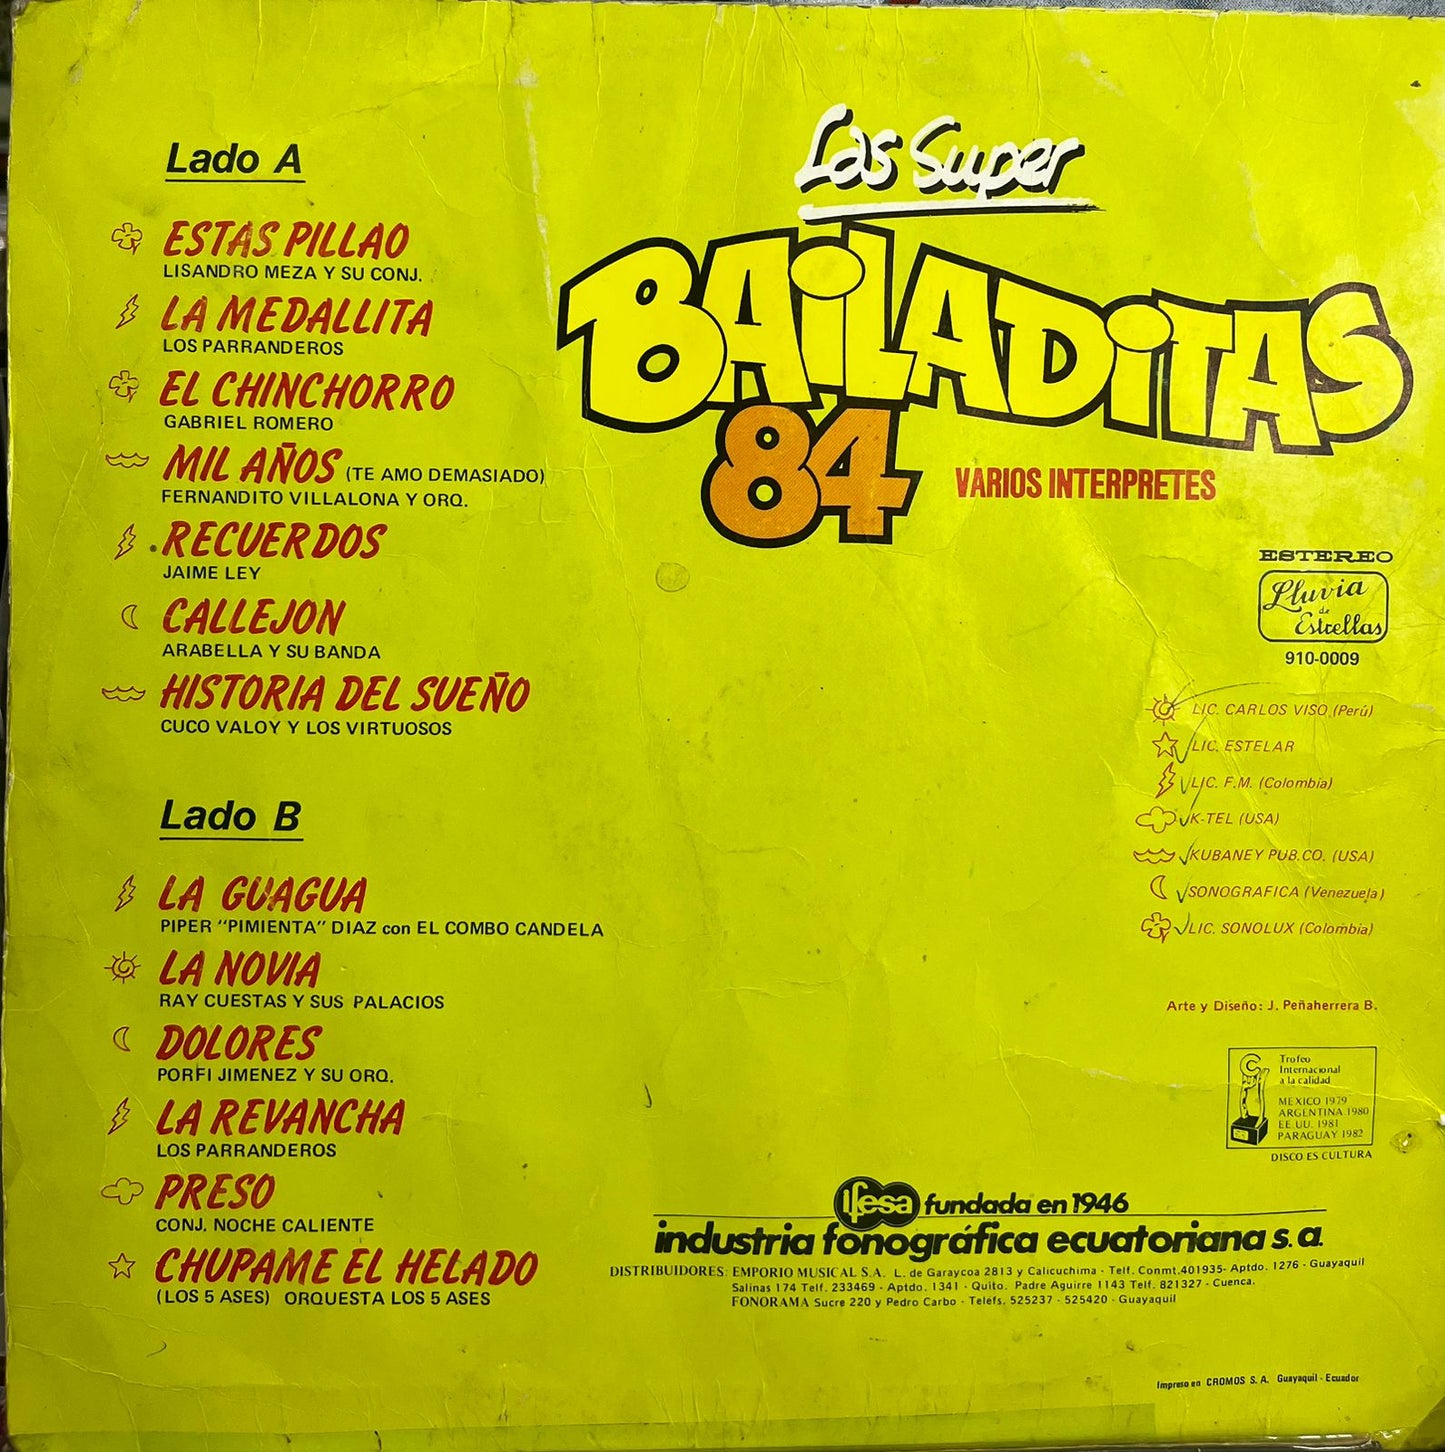 Lado A
ESTAS PILLAO
LISANDRO MEZA Y SU CONJ.
LA MEDALLITA
LOS PARRANDEROS
EL CHINCHORRO
GABRIEL ROMERO
MIL AÑOS (TE AMO DEMASIADO)
FERNANDITO VILLALONA Y ORQ.
RECUERDOS
JAIME LEY
CALLEJON
ARABELLA Y SU BANDA
HISTORIA DEL SUEÑO
CUCO VALOY Y LOS VIRTUOSOS
Lado B
LA GUAGUA
PIPER "PIMIENTA" DIAZ con EL COMBO CANDELA
LA NOVIA
RAY CUESTAS Y SUS PALACIOS
DOLORES
PORFI JIMENEZ Y SU ORQ.
LA REVANCHA
LOS PARRANDEROS
PRESO
CONJ. NOCHE CALIENTE
CHUPAME EL HELADO
(LOS 5 ASES) ORQUESTA LOS 5 ASES
Las Super
BAILADITAS
84
VARIOS INTERPRETES
ESTEREO
Lluvia
de
Estrellas
910-0009
LIC. CARLOS VISO (Perú)
LIC. ESTELAR
LIC. F.M. (Colombia)
K-TEL (USA)
KUBANEY PUB.CO. (USA)
SONOGRAFICA (Venezuela)
LIC. SONOLUX (Colombia)
Arte y Diseño: J. Peñaherrera B.
Trofeo
Internacional
a la calidad
MEXICO 1979
ARGENTINA 1980
EE.UU. 1981
PARAGUAY 1982
DISCO ES CULTURA
ifesa fundada en 1946
industria fonográfica ecuatoriana s.a.
DISTRIBUIDORES: EMPORIO MUSICAL S.A. L. de Garaycoa 2813 y Calicuchima - Telf. Conmt.401935- Aptdo. 1276 - Guayaquil
Salinas 174 Telf. 233469 - Aptdo. 1341 - Quito. Padre Aguirre 1143 Telf. 821327 - Cuenca.
FONORAMA Sucre 220 y Pedro Carbo - Telefs. 525237 - 525420 - Guayaquil
Impreso en CROMOS S.A. Guayaquil - Ecuador